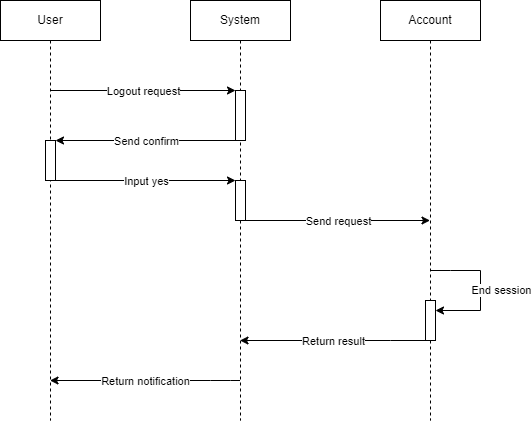 User
System
Account
Logout request
Send confirm
Input yes
Send request
End session
Return result
Return notification